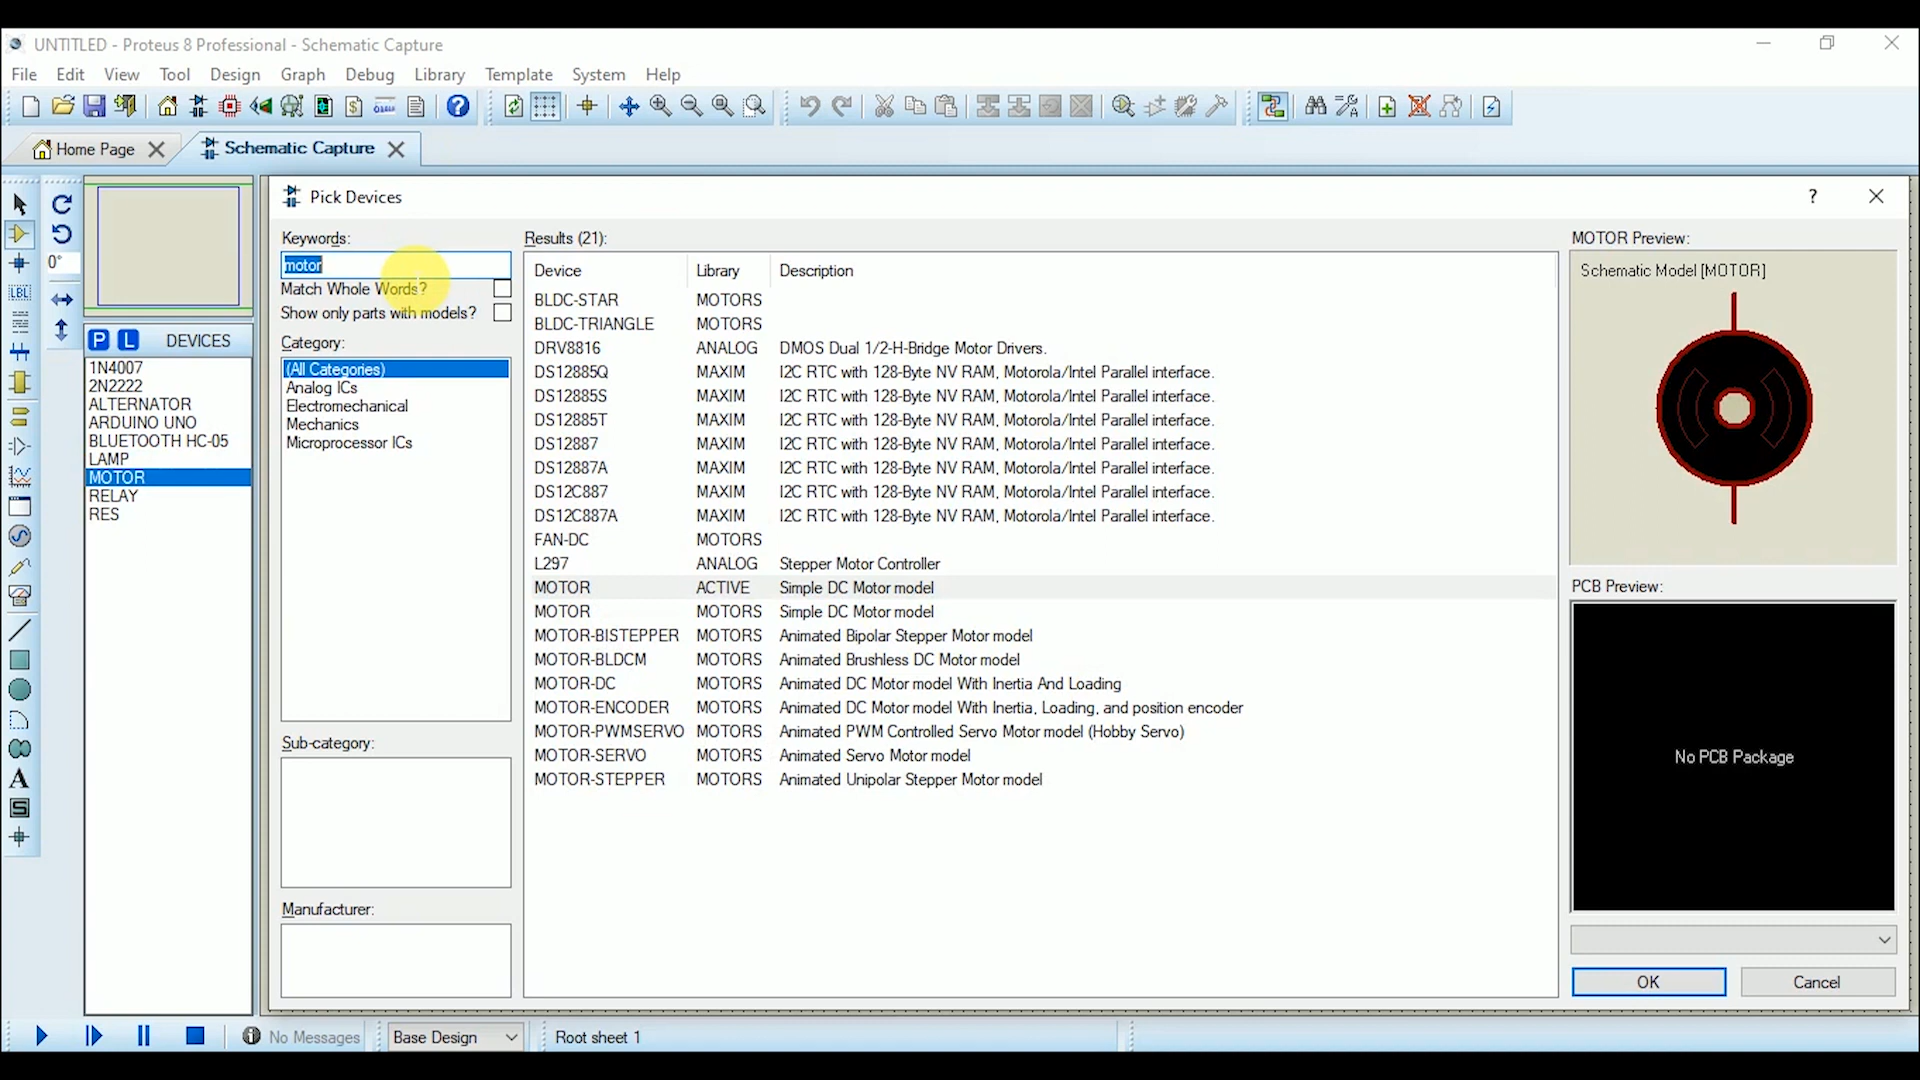 UNTITLED - Proteus 8 Professional - Schematic Capture
File Edit View Tool Design Graph Debug Library Template System Help
Home Page
Schematic Capture
0°
LBL
A
S
P L DEVICES
1N4007
2N2222
ALTERNATOR
ARDUINO UNO
BLUETOOTH HC-05
LAMP
MOTOR
RELAY
RES
Pick Devices
?
Keywords:
motor
Match Whole Words?
Show only parts with models?
Category:
(All Categories)
Analog ICs
Electromechanical
Mechanics
Microprocessor ICs
Sub-category:
Manufacturer:
Results (21):
Device Library Description
BLDC-STAR MOTORS
BLDC-TRIANGLE MOTORS
DRV8816 ANALOG DMOS Dual 1/2-H-Bridge Motor Drivers.
DS12885Q MAXIM I2C RTC with 128-Byte NV RAM, Motorola/Intel Parallel interface.
DS12885S MAXIM I2C RTC with 128-Byte NV RAM, Motorola/Intel Parallel interface.
DS12885T MAXIM I2C RTC with 128-Byte NV RAM, Motorola/Intel Parallel interface.
DS12887 MAXIM I2C RTC with 128-Byte NV RAM, Motorola/Intel Parallel interface.
DS12887A MAXIM I2C RTC with 128-Byte NV RAM, Motorola/Intel Parallel interface.
DS12C887 MAXIM I2C RTC with 128-Byte NV RAM, Motorola/Intel Parallel interface.
DS12C887A MAXIM I2C RTC with 128-Byte NV RAM, Motorola/Intel Parallel interface.
FAN-DC MOTORS
L297 ANALOG Stepper Motor Controller
MOTOR ACTIVE Simple DC Motor model
MOTOR MOTORS Simple DC Motor model
MOTOR-BISTEPPER MOTORS Animated Bipolar Stepper Motor model
MOTOR-BLDCM MOTORS Animated Brushless DC Motor model
MOTOR-DC MOTORS Animated DC Motor model With Inertia And Loading
MOTOR-ENCODER MOTORS Animated DC Motor model With Inertia, Loading, and position encoder
MOTOR-PWMSERVO MOTORS Animated PWM Controlled Servo Motor model (Hobby Servo)
MOTOR-SERVO MOTORS Animated Servo Motor model
MOTOR-STEPPER MOTORS Animated Unipolar Stepper Motor model
MOTOR Preview:
Schematic Model [MOTOR]
PCB Preview:
No PCB Package
OK Cancel
No Messages
Base Design
Root sheet 1